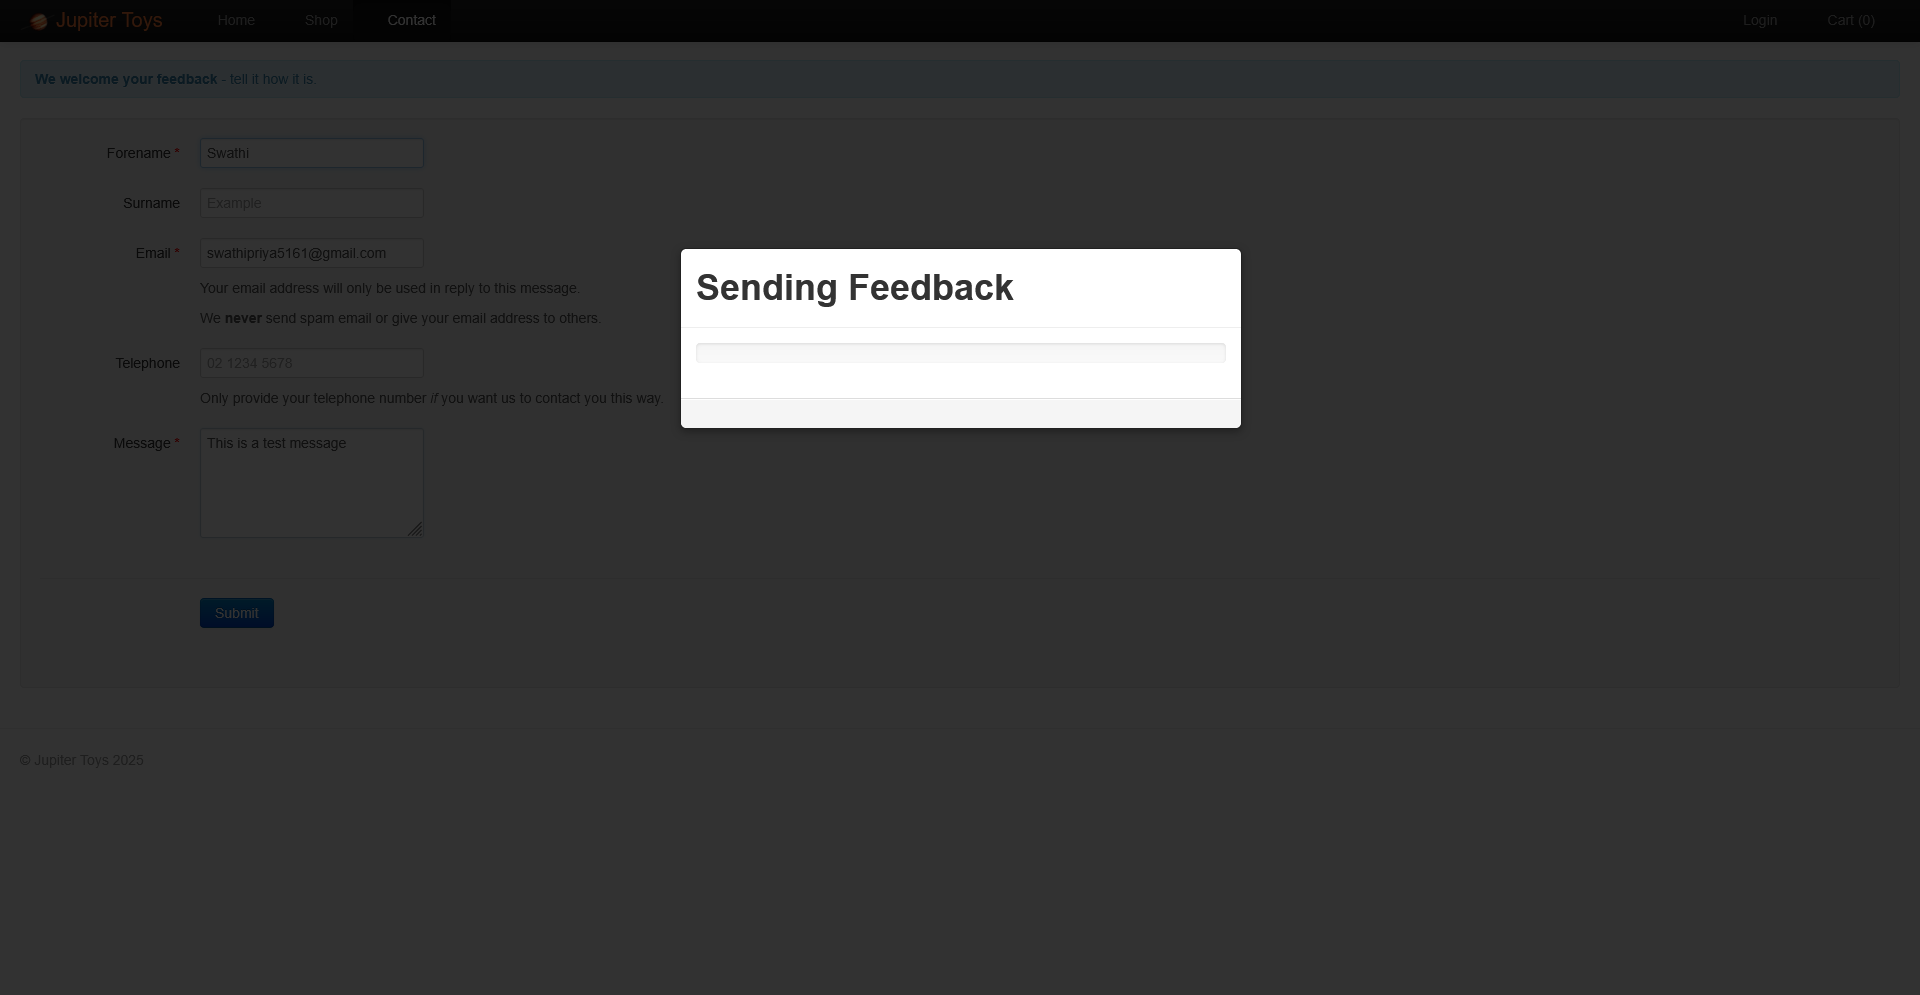 Jupiter Toys Home Shop Contact Login Cart (0)
We welcome your feedback - tell it how it is.
Forename * Swathi
Surname Example
Email * swathipriya5161@gmail.com
Your email address will only be used in reply to this message.
We never send spam email or give your email address to others.
Telephone 02 1234 5678
Only provide your telephone number if you want us to contact you this way.
Message * This is a test message
Submit
Sending Feedback
© Jupiter Toys 2025